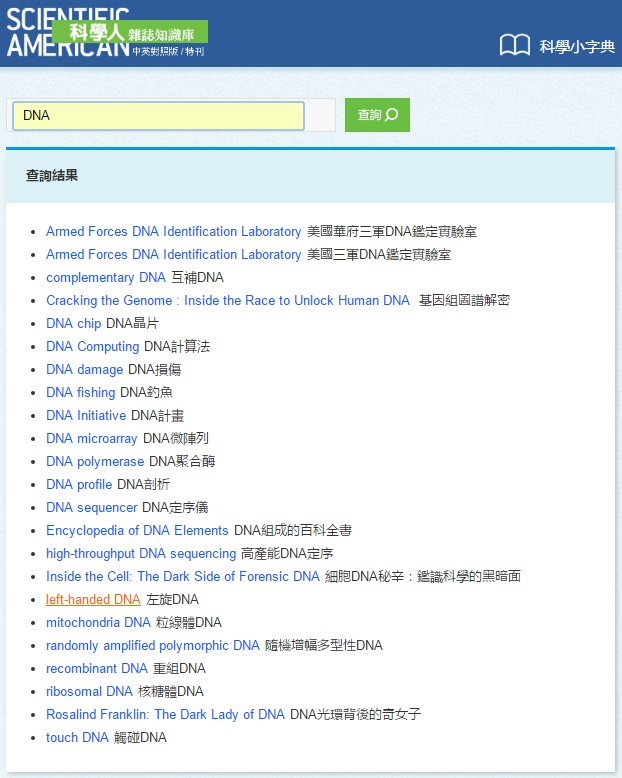 SCIENTIFIC
AMERICAN
科學人 雜誌知識庫
中英對照版 / 特刊
科學小字典
DNA
查詢
查詢結果
Armed Forces DNA Identification Laboratory 美國華府三軍DNA鑑定實驗室
Armed Forces DNA Identification Laboratory 美國三軍DNA鑑定實驗室
complementary DNA 互補DNA
Cracking the Genome : Inside the Race to Unlock Human DNA 基因組圖譜解密
DNA chip DNA晶片
DNA Computing DNA計算法
DNA damage DNA損傷
DNA fishing DNA釣魚
DNA Initiative DNA計畫
DNA microarray DNA微陣列
DNA polymerase DNA聚合酶
DNA profile DNA剖析
DNA sequencer DNA定序儀
Encyclopedia of DNA Elements DNA組成的百科全書
high-throughput DNA sequencing 高產能DNA定序
Inside the Cell: The Dark Side of Forensic DNA 細胞DNA秘辛：鑑識科學的黑暗面
left-handed DNA 左旋DNA
mitochondria DNA 粒線體DNA
randomly amplified polymorphic DNA 隨機增幅多型性DNA
recombinant DNA 重組DNA
ribosomal DNA 核糖體DNA
Rosalind Franklin: The Dark Lady of DNA DNA光環背後的奇女子
touch DNA 觸碰DNA